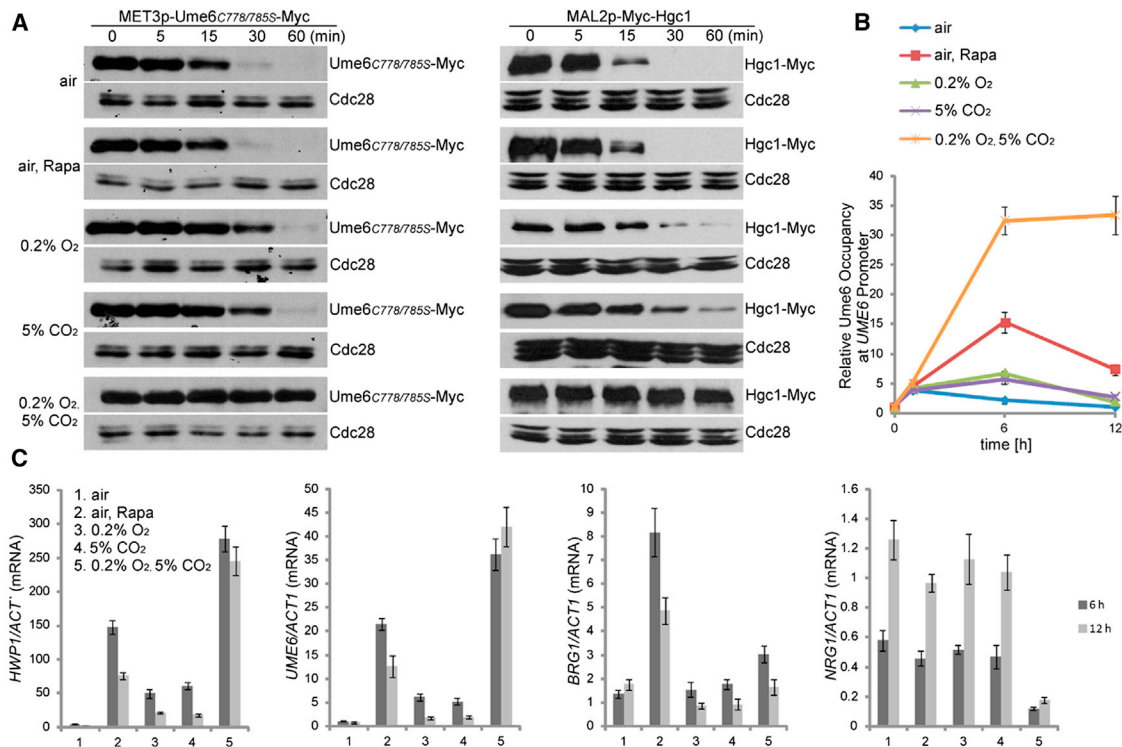 A
MET3p-Ume6C778/785S-Myc
0 5 15 30 60 (min)
air
Ume6C778/785S-Myc
Cdc28
air, Rapa
Ume6C778/785S-Myc
Cdc28
0.2% O₂
Ume6C778/785S-Myc
Cdc28
5% CO₂
Ume6C778/785S-Myc
Cdc28
0.2% O₂,
5% CO₂
Ume6C778/785S-Myc
Cdc28
MAL2p-Myc-Hgc1
0 5 15 30 60 (min)
Hgc1-Myc
Cdc28
Hgc1-Myc
Cdc28
Hgc1-Myc
Cdc28
Hgc1-Myc
Cdc28
Hgc1-Myc
Cdc28
B
air
air, Rapa
0.2% O₂
5% CO₂
0.2% O₂, 5% CO₂
Relative Ume6 Occupancy
at UME6 Promoter
40
35
30
25
20
15
10
5
0
0 6 12
time [h]
C
HWP1/ACT1 (mRNA)
350
300
250
200
150
100
50
0
1. air
2. air, Rapa
3. 0.2% O₂
4. 5% CO₂
5. 0.2% O₂, 5% CO₂
1 2 3 4 5
UME6/ACT1 (mRNA)
50
45
40
35
30
25
20
15
10
5
0
1 2 3 4 5
BRG1/ACT1 (mRNA)
10
9
8
7
6
5
4
3
2
1
0
1 2 3 4 5
NRG1/ACT1 (mRNA)
1.6
1.4
1.2
1
0.8
0.6
0.4
0.2
0
1 2 3 4 5
6 h
12 h